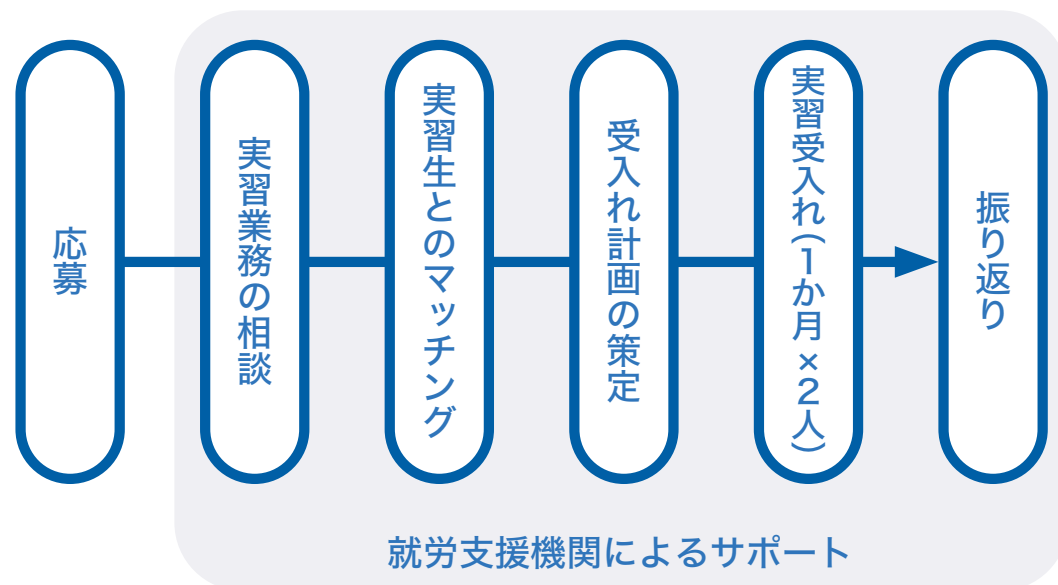 応募
実習業務の相談
実習生とのマッチング
受入れ計画の策定
実習受入れ(1か月×2人)
振り返り
就労支援機関によるサポート